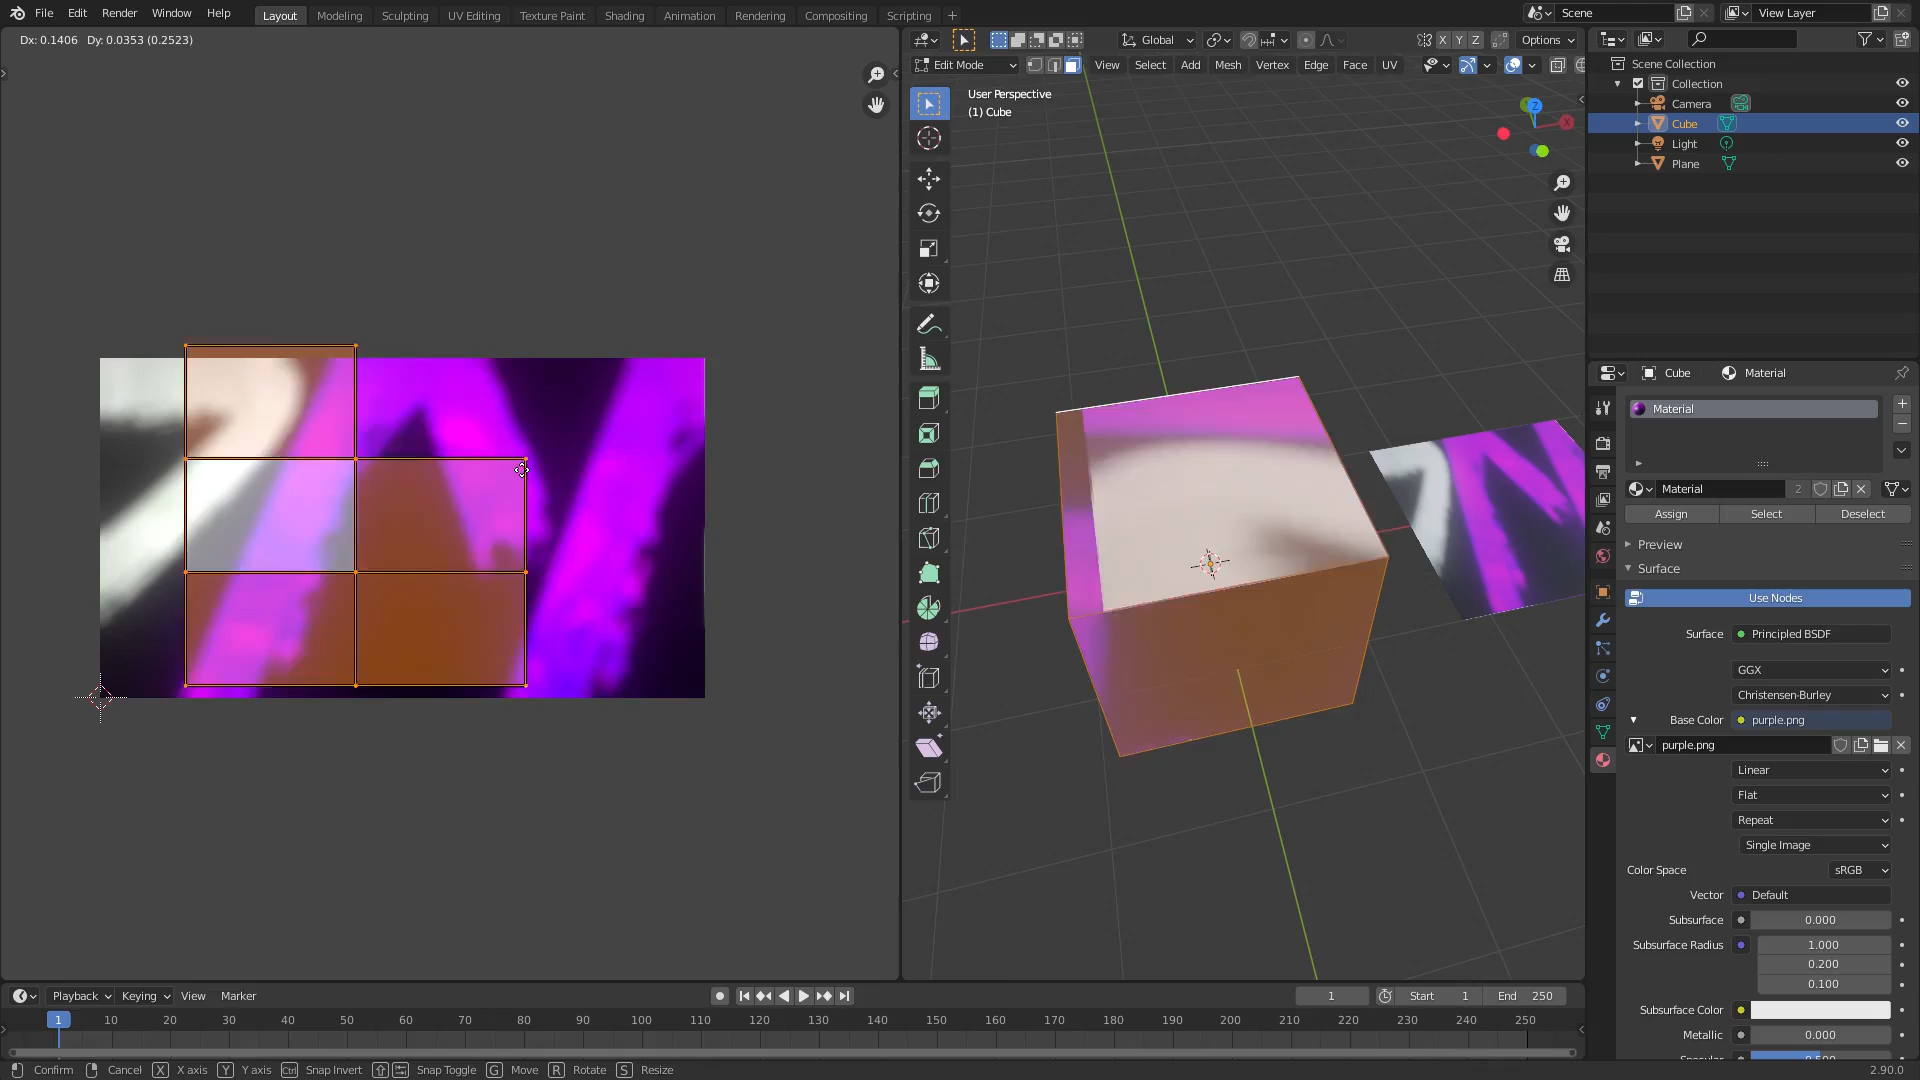 File Edit Render Window Help Layout Modeling Sculpting UV Editing Texture Paint Shading Animation Rendering Compositing Scripting + Scene View Layer
Dx: 0.1406 Dy: 0.0353 (0.2523)
Global X Y Z Options
Edit Mode View Select Add Mesh Vertex Edge Face UV
User Perspective
(1) Cube
Z
X
Scene Collection
Collection
Camera
Cube
Light
Plane
Cube Material
Material
Material 2
Assign Select Deselect
Preview
Surface
Use Nodes
Surface Principled BSDF
GGX
Christensen-Burley
Base Color purple.png
purple.png
Linear
Flat
Repeat
Single Image
Color Space sRGB
Vector Default
Subsurface 0.000
Subsurface Radius 1.000
0.200
0.100
Subsurface Color
Metallic 0.000
Playback Keying View Marker 1 Start 1 End 250
1 10 20 30 40 50 60 70 80 90 100 110 120 130 140 150 160 170 180 190 200 210 220 230 240 250
Confirm Cancel X X axis Y Y axis Ctrl Snap Invert Snap Toggle G Move R Rotate S Resize 2.90.0